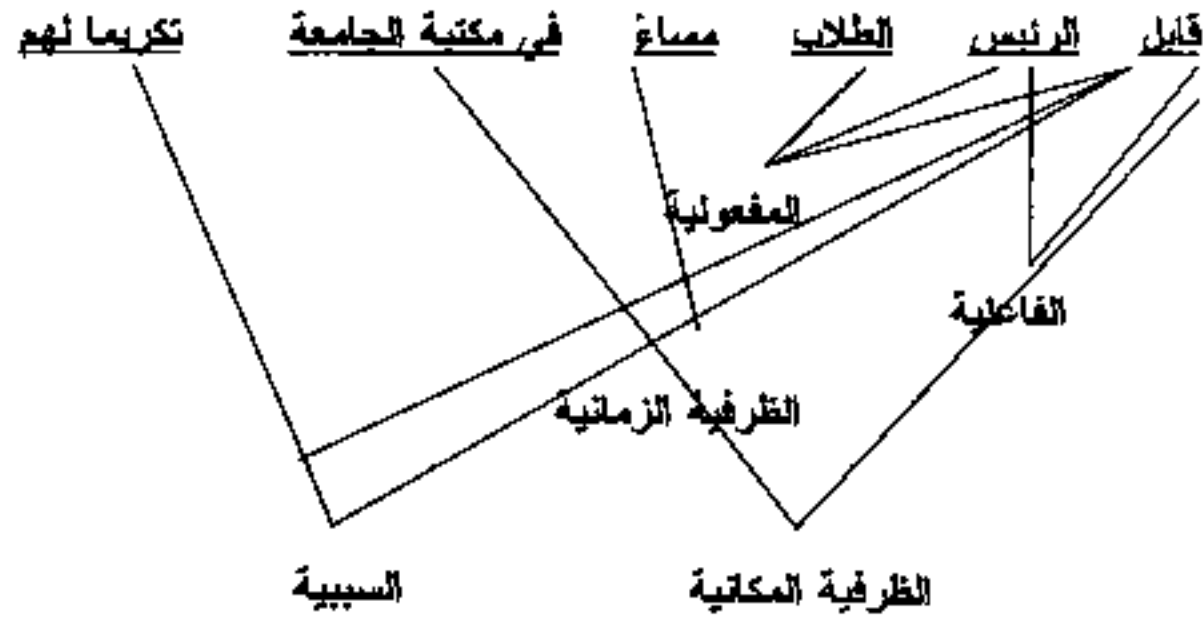 قابل الرئيس الطلاب مساءً في مكتبة الجامعة تكريما لهم
المفعولية
الفاعلية
الظرفية الزمانية
الظرفية المكانية السببية